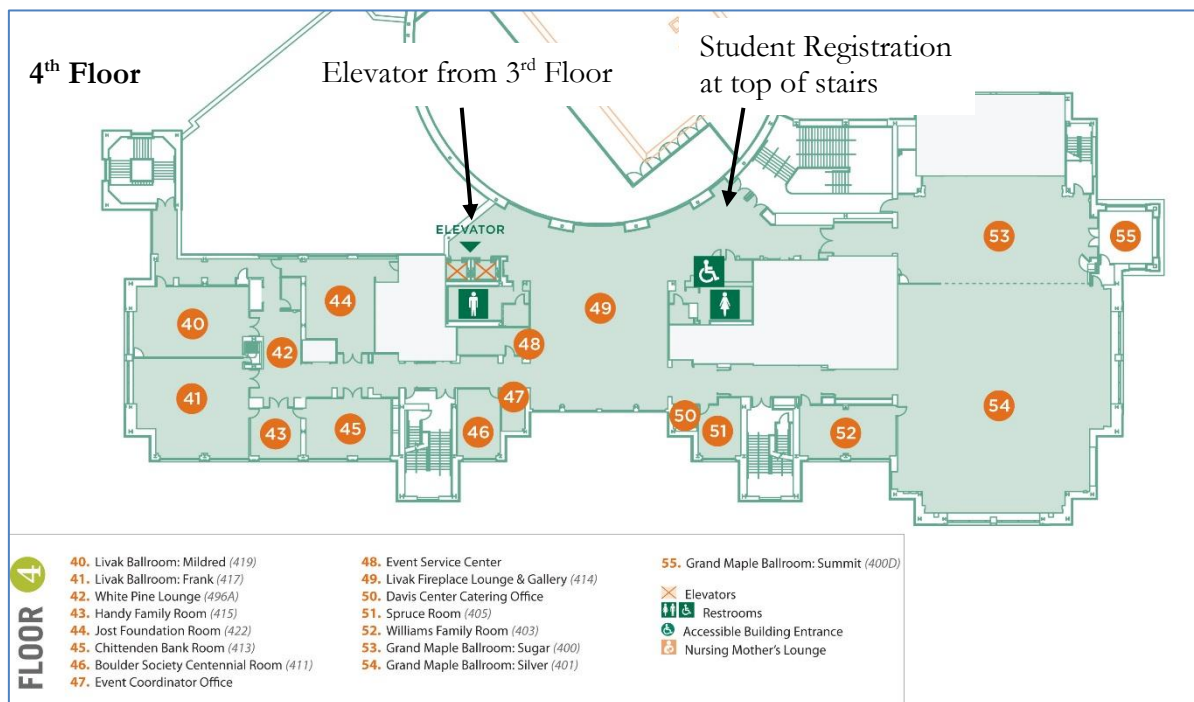 4th Floor
Elevator from 3rd Floor
Student Registration
at top of stairs
ELEVATOR
53
55
44
49
40
42
48
41
47
54
43
45
46
50
51
52
FLOOR 4
40. Livak Ballroom: Mildred (419)
41. Livak Ballroom: Frank (417)
42. White Pine Lounge (496A)
43. Handy Family Room (415)
44. Jost Foundation Room (422)
45. Chittenden Bank Room (413)
46. Boulder Society Centennial Room (411)
47. Event Coordinator Office
48. Event Service Center
49. Livak Fireplace Lounge & Gallery (414)
50. Davis Center Catering Office
51. Spruce Room (405)
52. Williams Family Room (403)
53. Grand Maple Ballroom: Sugar (400)
54. Grand Maple Ballroom: Silver (401)
55. Grand Maple Ballroom: Summit (400D)
Elevators
Restrooms
Accessible Building Entrance
Nursing Mother's Lounge